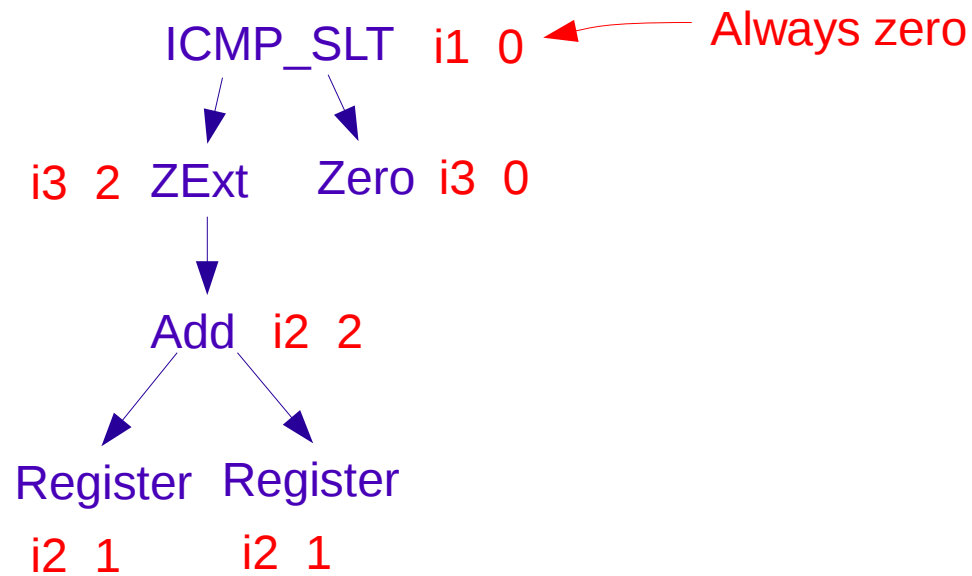 ICMP_SLT i1 0 Always zero
i3 2 ZExt Zero i3 0
Add i2 2
Register Register
i2 1 i2 1